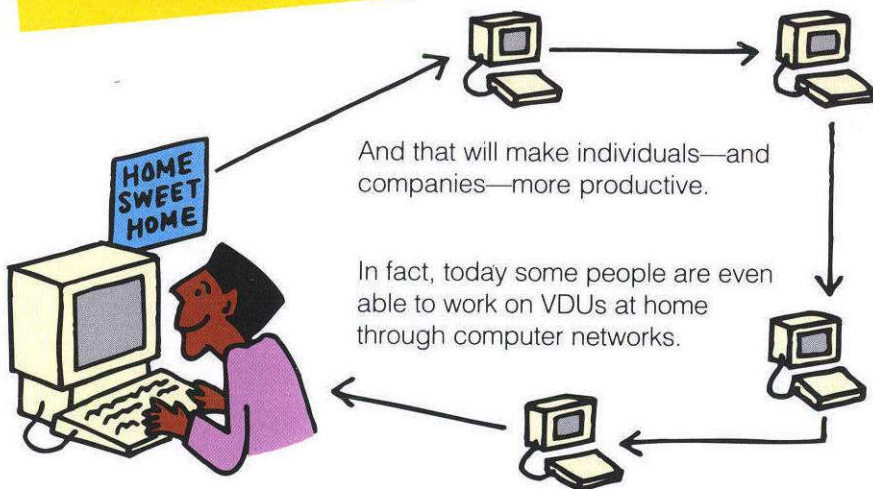 HOME
SWEET
HOME
And that will make individuals—and
companies—more productive.
In fact, today some people are even
able to work on VDUs at home
through computer networks.